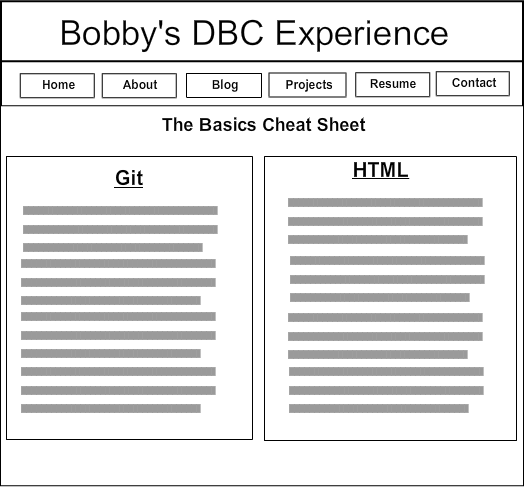 Bobby's DBC Experience
Home About Blog Projects Resume Contact
The Basics Cheat Sheet
Git
HTML